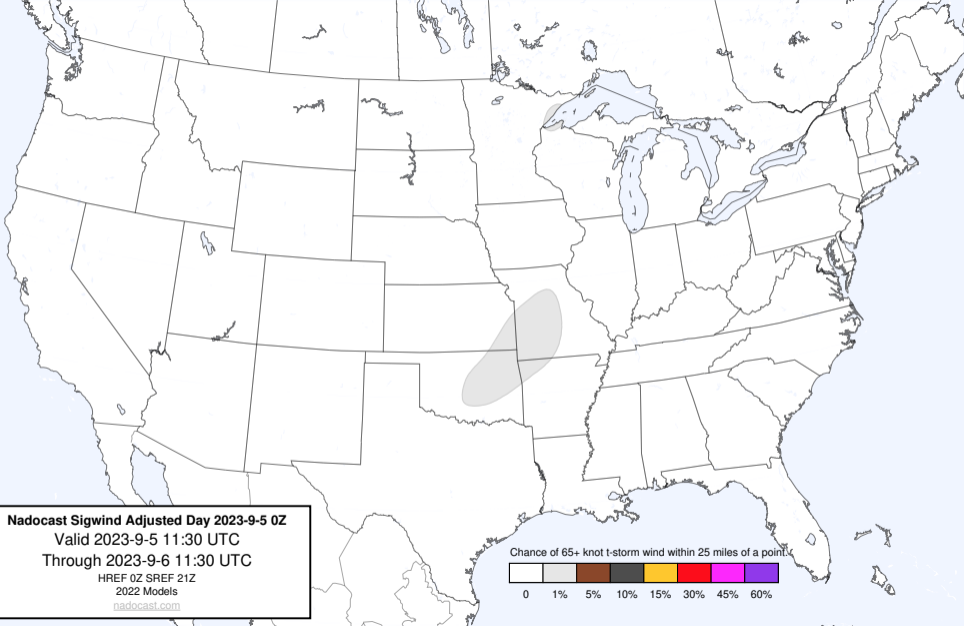 Nadocast Sigwind Adjusted Day 2023-9-5 0Z
Valid 2023-9-5 11:30 UTC
Through 2023-9-6 11:30 UTC
HREF 0Z SREF 21Z
2022 Models
nadocast.com
Chance of 65+ knot t-storm wind within 25 miles of a point.
0 1% 5% 10% 15% 30% 45% 60%